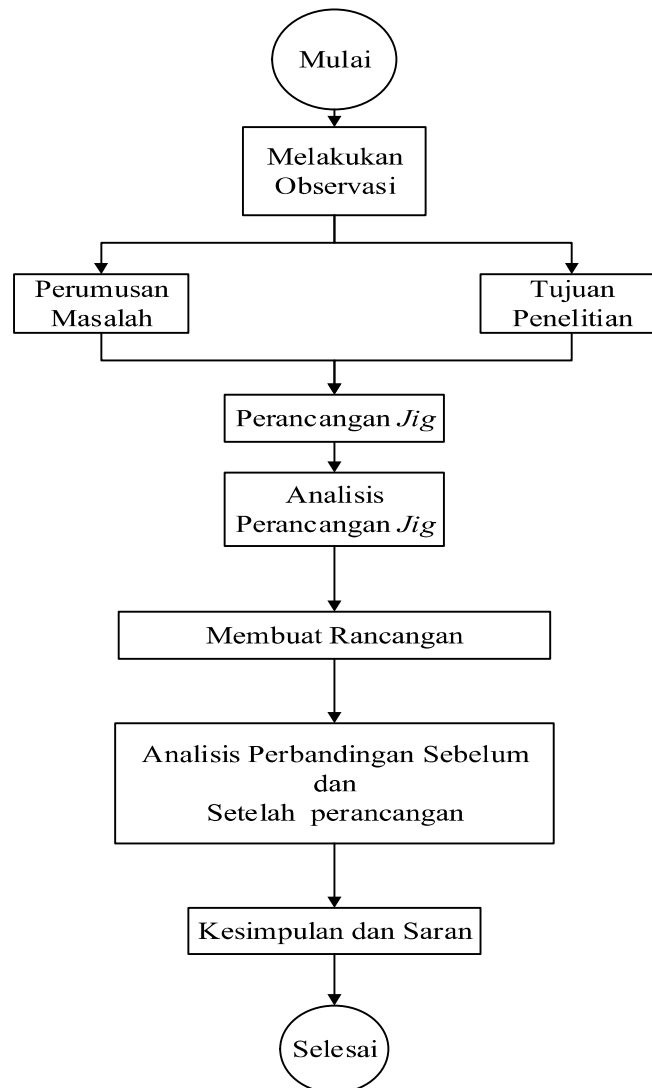 Mulai
Melakukan
Observasi
Perumusan
Masalah
Tujuan
Penelitian
Perancangan Jig
Analisis
Perancangan Jig
Membuat Rancangan
Analisis Perbandingan Sebelum
dan
Setelah perancangan
Kesimpulan dan Saran
Selesai